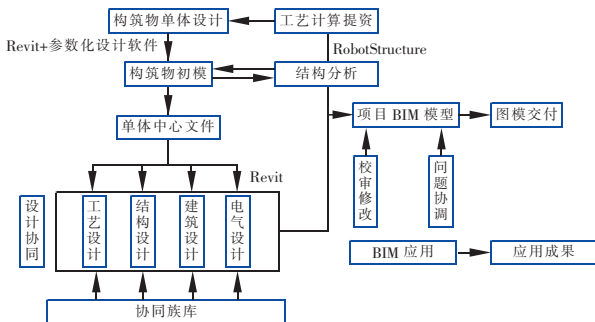 构筑物单体设计
工艺计算提资
Revit+参数化设计软件
RobotStructure
构筑物初模
结构分析
项目 BIM 模型
图模交付
单体中心文件
校审修改
问题协调
Revit
设计协同
工艺设计
结构设计
建筑设计
电气设计
BIM 应用
应用成果
协同族库